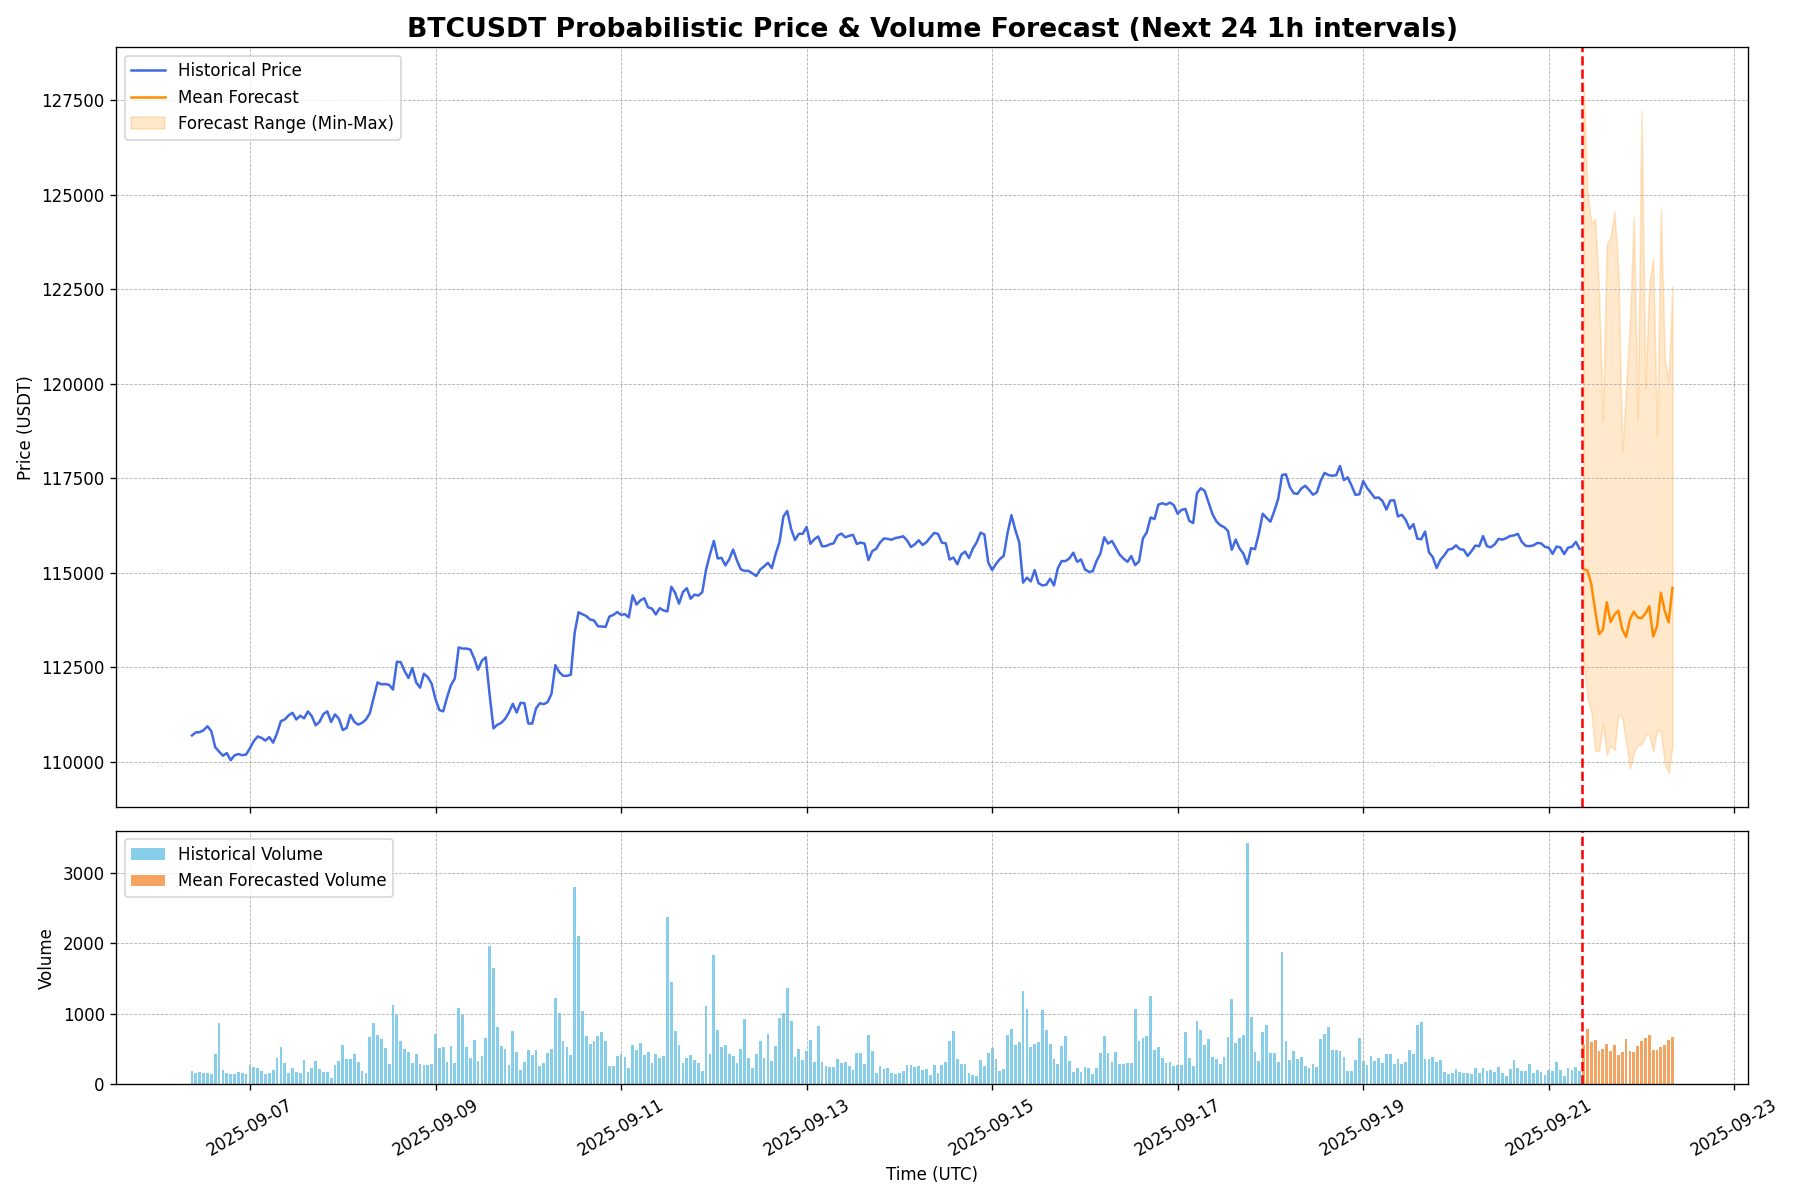 BTCUSDT Probabilistic Price & Volume Forecast (Next 24 1h intervals)
Historical Price
Mean Forecast
Forecast Range (Min-Max)
127500
125000
122500
120000
117500
115000
112500
110000
Price (USDT)
Historical Volume
Mean Forecasted Volume
3000
2000
1000
0
Volume
2025-09-07
2025-09-09
2025-09-11
2025-09-13
2025-09-15
2025-09-17
2025-09-19
2025-09-21
2025-09-23
Time (UTC)